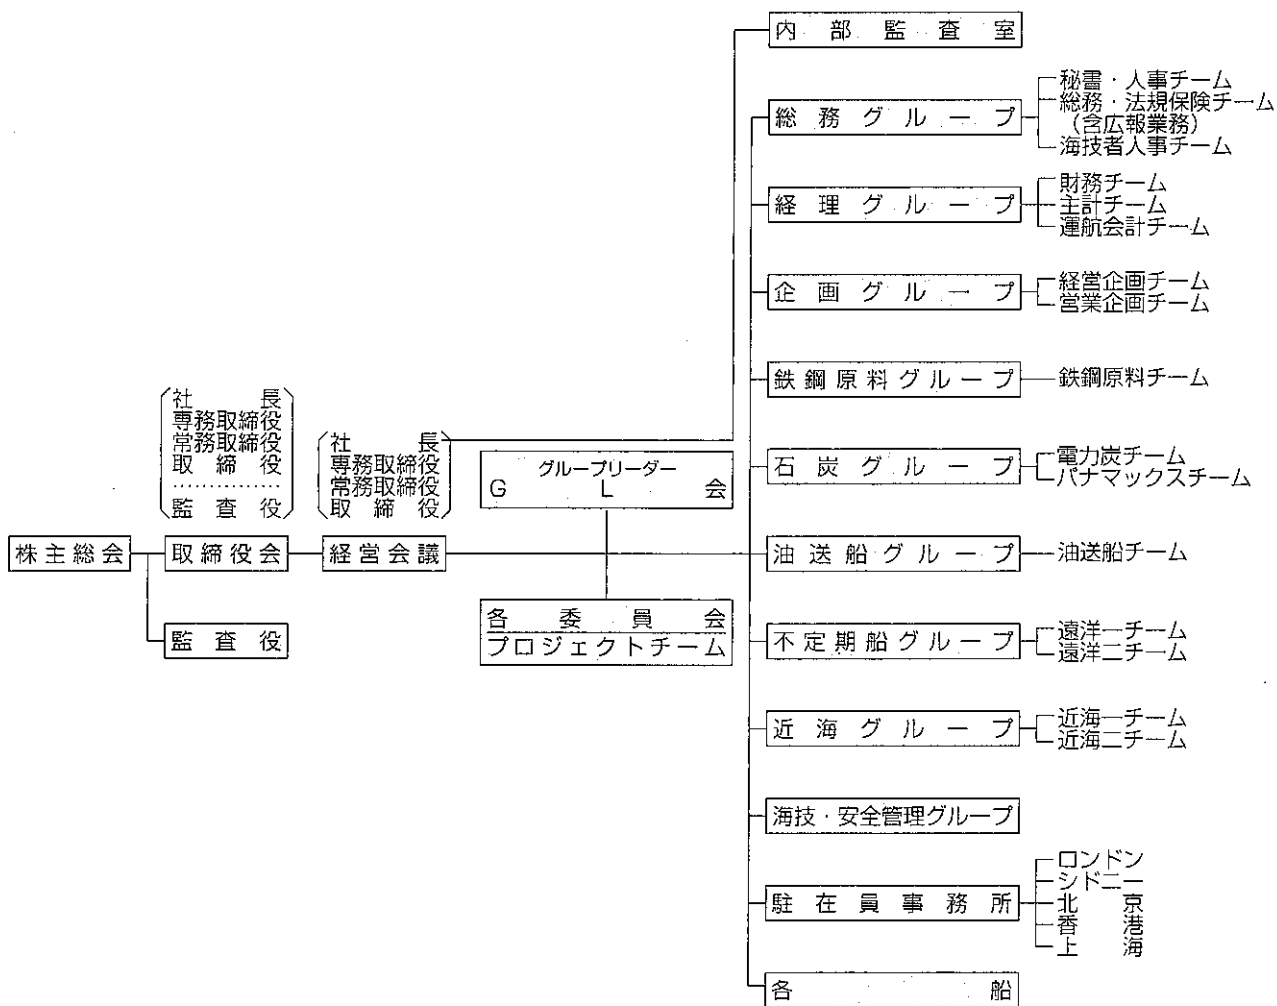 株主総会
取締役会
監査役
社長
専務取締役
常務取締役
取締役
……………
監査役
経営会議
社長
専務取締役
常務取締役
取締役
グループリーダー
GL会
各委員会
プロジェクトチーム
内部監査室
総務グループ
秘書・人事チーム
総務・法規保険チーム
（含広報業務）
海技者人事チーム
経理グループ
財務チーム
主計チーム
運航会計チーム
企画グループ
経営企画チーム
営業企画チーム
鉄鋼原料グループ
鉄鋼原料チーム
石炭グループ
電力炭チーム
パナマックスチーム
油送船グループ
油送船チーム
不定期船グループ
遠洋一チーム
遠洋二チーム
近海グループ
近海一チーム
近海二チーム
海技・安全管理グループ
駐在員事務所
ロンドン
シドニー
北京
香港
上海
各船